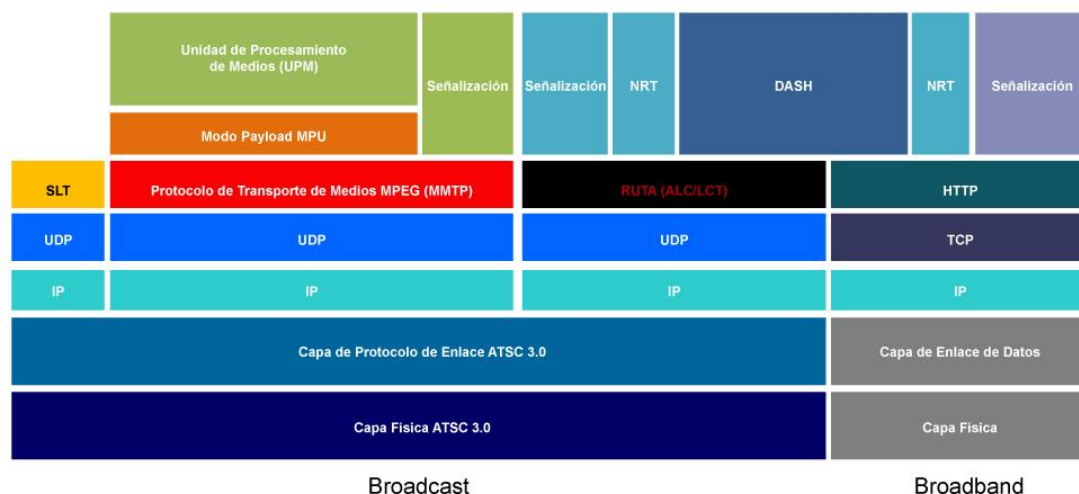 Unidad de Procesamiento
de Medios (UPM)
Señalización
Señalización
NRT
DASH
NRT
Señalización
Modo Payload MPU
SLT
Protocolo de Transporte de Medios MPEG (MMTP)
RUTA (ALC/LCT)
HTTP
UDP
UDP
UDP
TCP
IP
IP
IP
IP
Capa de Protocolo de Enlace ATSC 3.0
Capa de Enlace de Datos
Capa Fisica ATSC 3.0
Capa Fisica
Broadcast
Broadband